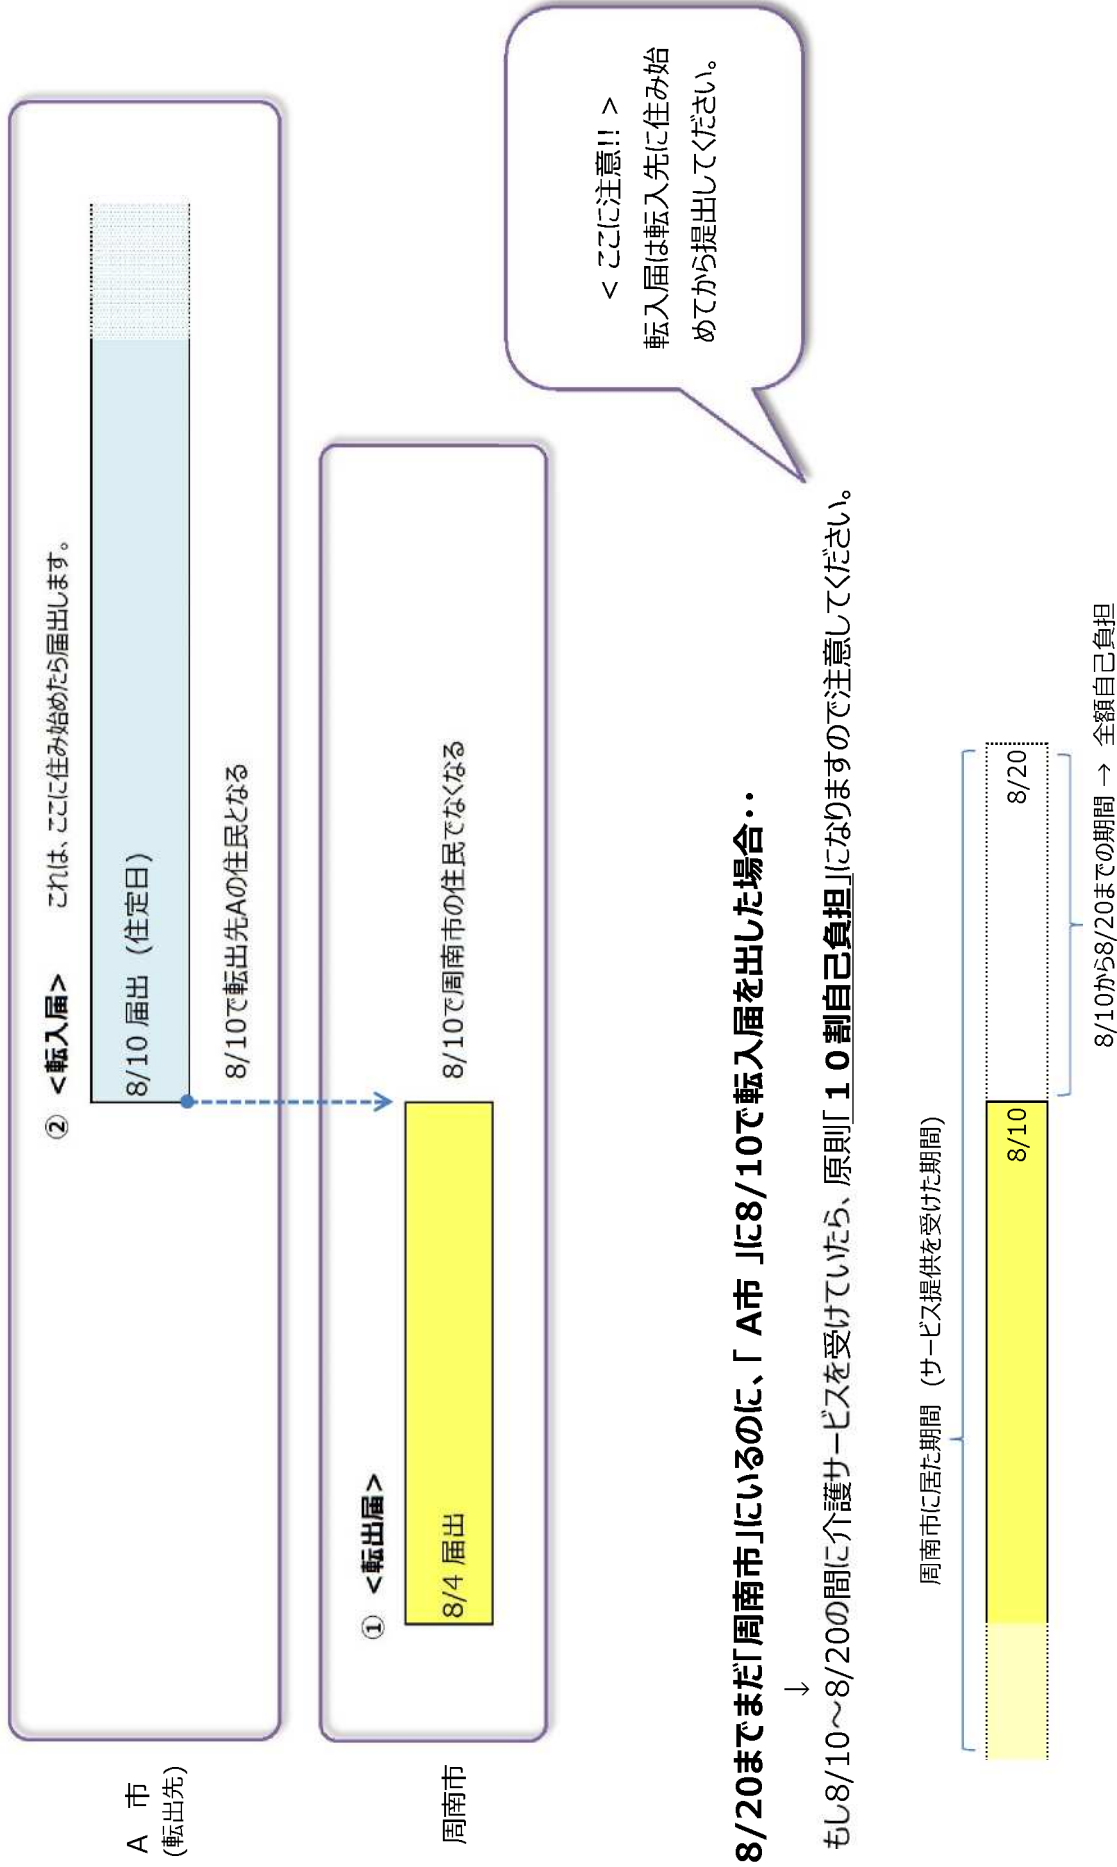 ② <転入届> これは、ここに住み始めたら届出します。
A 市
(転出先)
8/10 届出 (住定日)
8/10で転出先Aの住民となる
① <転出届>
周南市
8/4 届出
8/10で周南市の住民でなくなる
< ここに注意!! >
転入届は転入先に住み始
めてから提出してください。
8/20までまだ「周南市」にいるのに、「 A市 」に8/10で転入届を出した場合・・
↓
もし8/10～8/20の間に介護サービスを受けていたら、原則「１０割自己負担」になりますので注意してください。
周南市に居た期間 (サービス提供を受けた期間)
8/10
8/20
8/10から8/20までの期間 → 全額自己負担